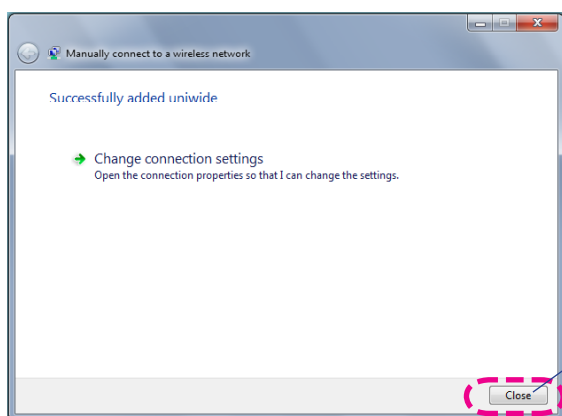 Manually connect to a wireless network
Successfully added uniwide
Change connection settings
Open the connection properties so that I can change the settings.
Close